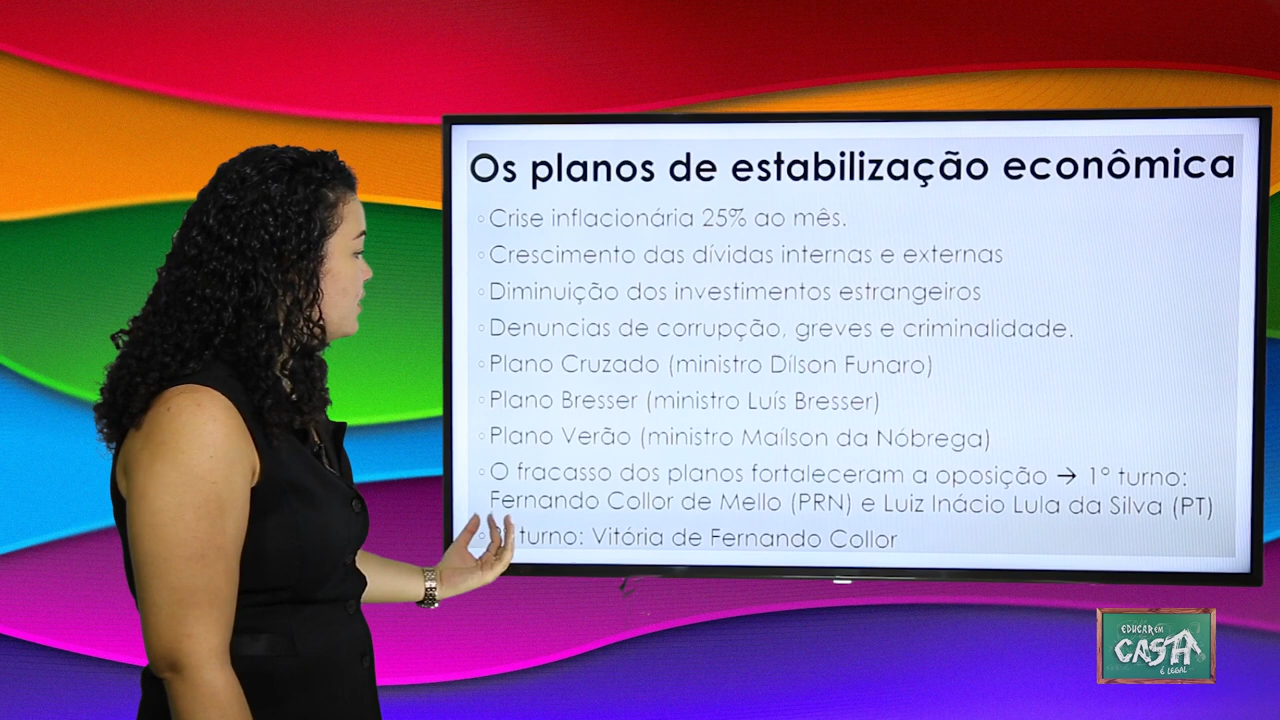 Os planos de estabilização econômica
◦Crise inflacionária 25% ao mês.
◦Crescimento das dívidas internas e externas
◦Diminuição dos investimentos estrangeiros
◦Denuncias de corrupção, greves e criminalidade.
◦Plano Cruzado (ministro Dílson Funaro)
◦Plano Bresser (ministro Luís Bresser)
◦Plano Verão (ministro Maílson da Nóbrega)
◦O fracasso dos planos fortaleceram a oposição → 1º turno:
Fernando Collor de Mello (PRN) e Luiz Inácio Lula da Silva (PT)
◦turno: Vitória de Fernando Collor
EDUCAR EM
CASA
É LEGAL